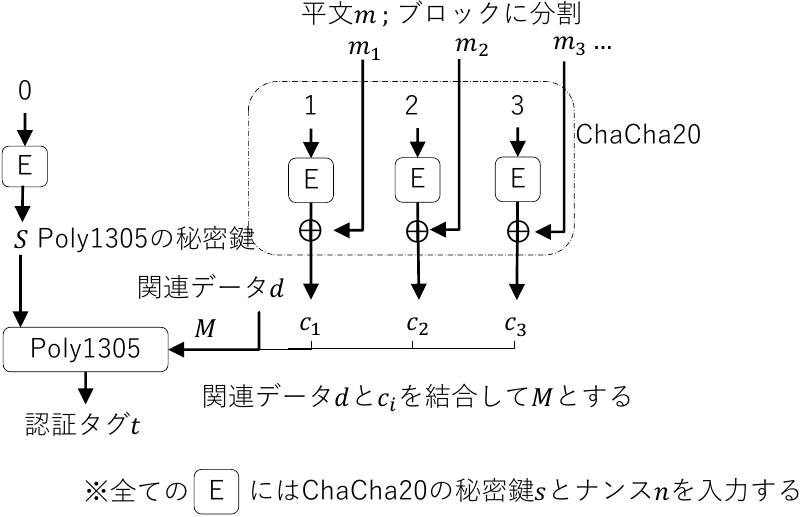 平文m ; ブロックに分割
m1 m2 m3 ...
0
1 2 3
ChaCha20
E
E E E
S Poly1305の秘密鍵
関連データd
M
c1 c2 c3
Poly1305
関連データdとciを結合してMとする
認証タグt
※全ての E にはChaCha20の秘密鍵sとナンスnを入力する